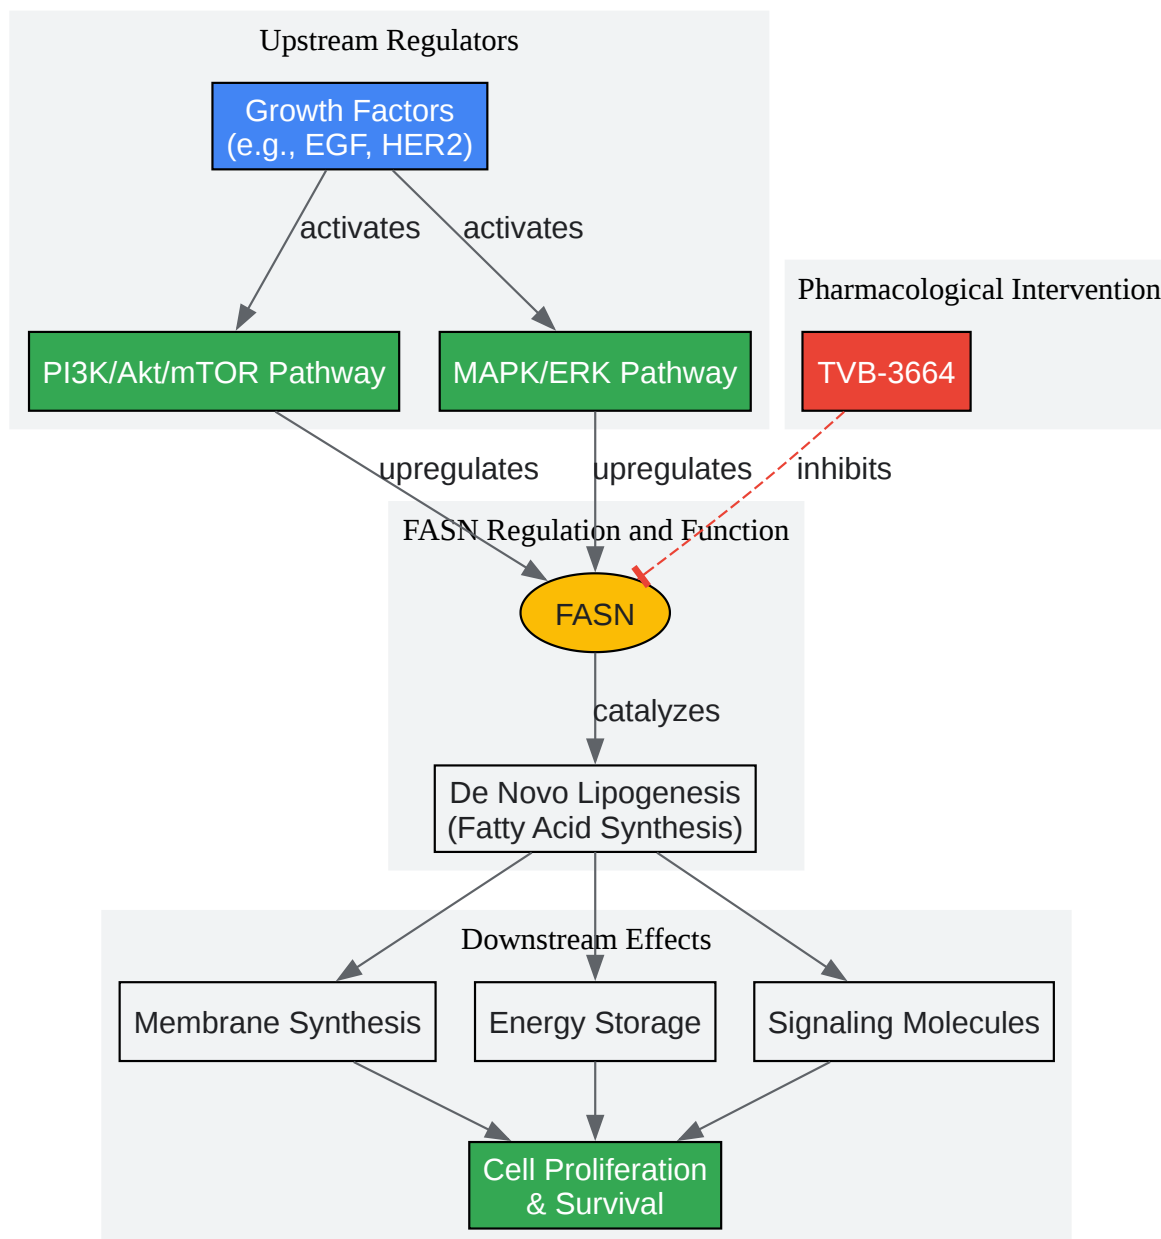 Upstream Regulators
Growth Factors
(e.g., EGF, HER2)
activates
activates
Pharmacological Intervention
PI3K/Akt/mTOR Pathway
MAPK/ERK Pathway
TVB-3664
upregulates
upregulates
inhibits
FASN Regulation and Function
FASN
catalyzes
De Novo Lipogenesis
(Fatty Acid Synthesis)
Downstream Effects
Membrane Synthesis
Energy Storage
Signaling Molecules
Cell Proliferation
& Survival